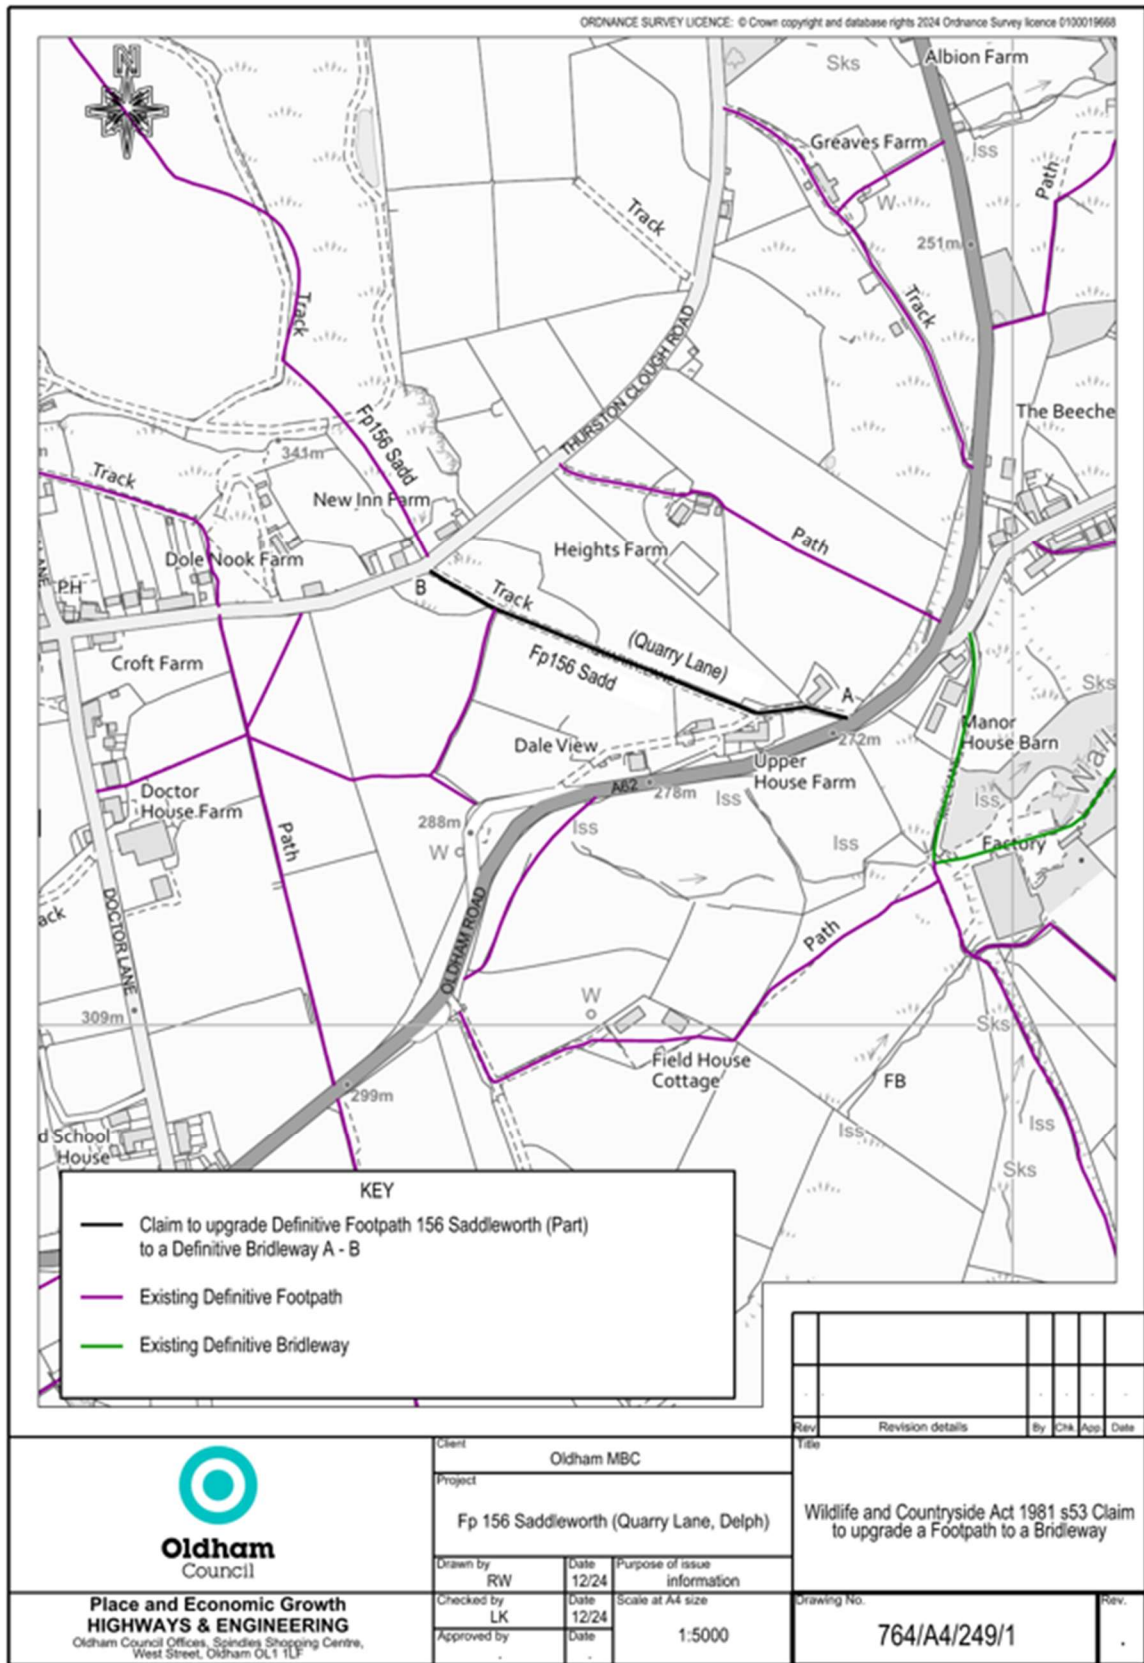 ORDNANCE SURVEY LICENCE: © Crown copyright and database rights 2024 Ordnance Survey licence 0100019668
N
Sks
Albion Farm
Greaves Farm
Iss
Path
W
Track
251m
Track
Track
THURSTON CLOUGH ROAD
The Beeche
Fp156 Sadd
341m
Track
New Inn Farm
Path
Dole Nook Farm
Heights Farm
PH
LANE
B
Track
(Quarry Lane)
Croft Farm
Fp156 Sadd
Sks
A
Manor
House Barn
272m
Dale View
Upper
House Farm
A62
278m
Iss
Iss
Doctor
House Farm
288m
Iss
Iss
W
Factory
Path
ack
DOCTOR LANE
OLDHAM ROAD
Path
W
309m
Sks
Field House
Cottage
FB
299m
Iss
Iss
d School
House
Sks
KEY
Claim to upgrade Definitive Footpath 156 Saddleworth (Part)
to a Definitive Bridleway A - B
Existing Definitive Footpath
Existing Definitive Bridleway
Rev
Revision details
By
Chk
App.
Date
Oldham
Council
Place and Economic Growth
HIGHWAYS & ENGINEERING
Oldham Council Offices, Spindles Shopping Centre,
West Street, Oldham OL1 1LF
Client
Oldham MBC
Project
Fp 156 Saddleworth (Quarry Lane, Delph)
Drawn by
RW
Date
12/24
Purpose of issue
information
Checked by
LK
Date
12/24
Scale at A4 size
1:5000
Approved by
.
Date
.
Title
Wildlife and Countryside Act 1981 s53 Claim
to upgrade a Footpath to a Bridleway
Drawing No.
764/A4/249/1
Rev.
.